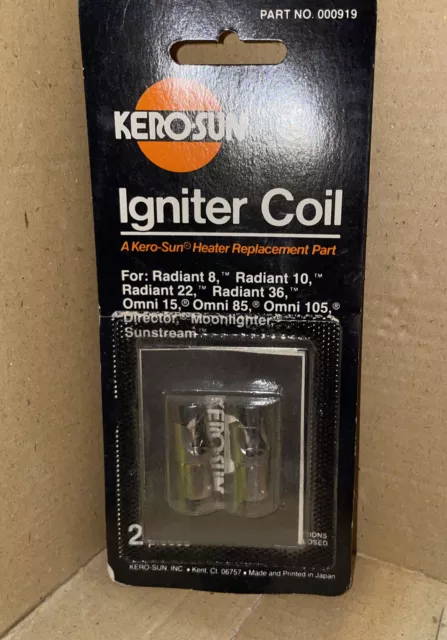 PART NO. 000919
KERO-SUN
Igniter Coil
A Kero-Sun® Heater Replacement Part
For: Radiant 8,™ Radiant 10,™
Radiant 22,™ Radiant 36,™
Omni 15,® Omni 85,® Omni 105,®
Director,® Moonlighter,®
Sunstream™
KERO-SUN
2 pieces
KERO-SUN INC. • Kent, Ct. 06757 • Made and Printed in Japan